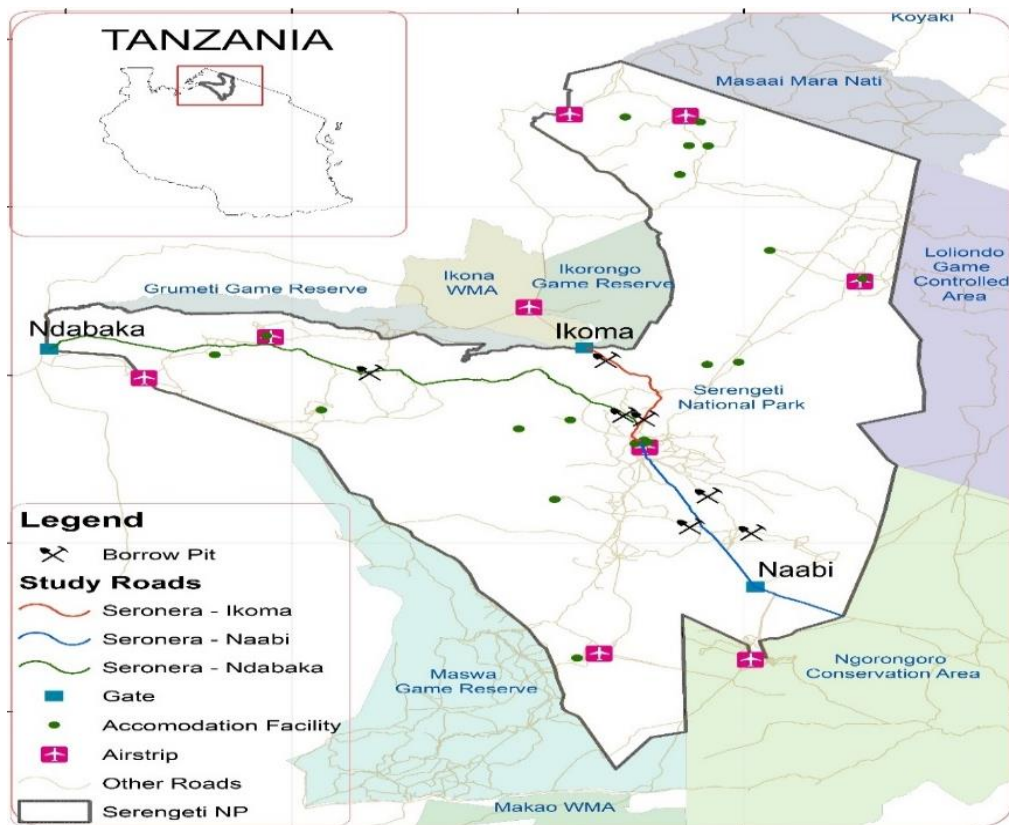 TANZANIA
Koyaki
Masaai Mara Nati
Loliondo
Game
Controlled
Area
Ikona
WMA
Ikorongo
Game Reserve
Grumeti Game Reserve
Ndabaka
Ikoma
Serengeti
National Park
Naabi
Maswa
Game Reserve
Ngorongoro
Conservation Area
Makao WMA
Legend
Borrow Pit
Study Roads
Seronera - Ikoma
Seronera - Naabi
Seronera - Ndabaka
Gate
Accomodation Facility
Airstrip
Other Roads
Serengeti NP